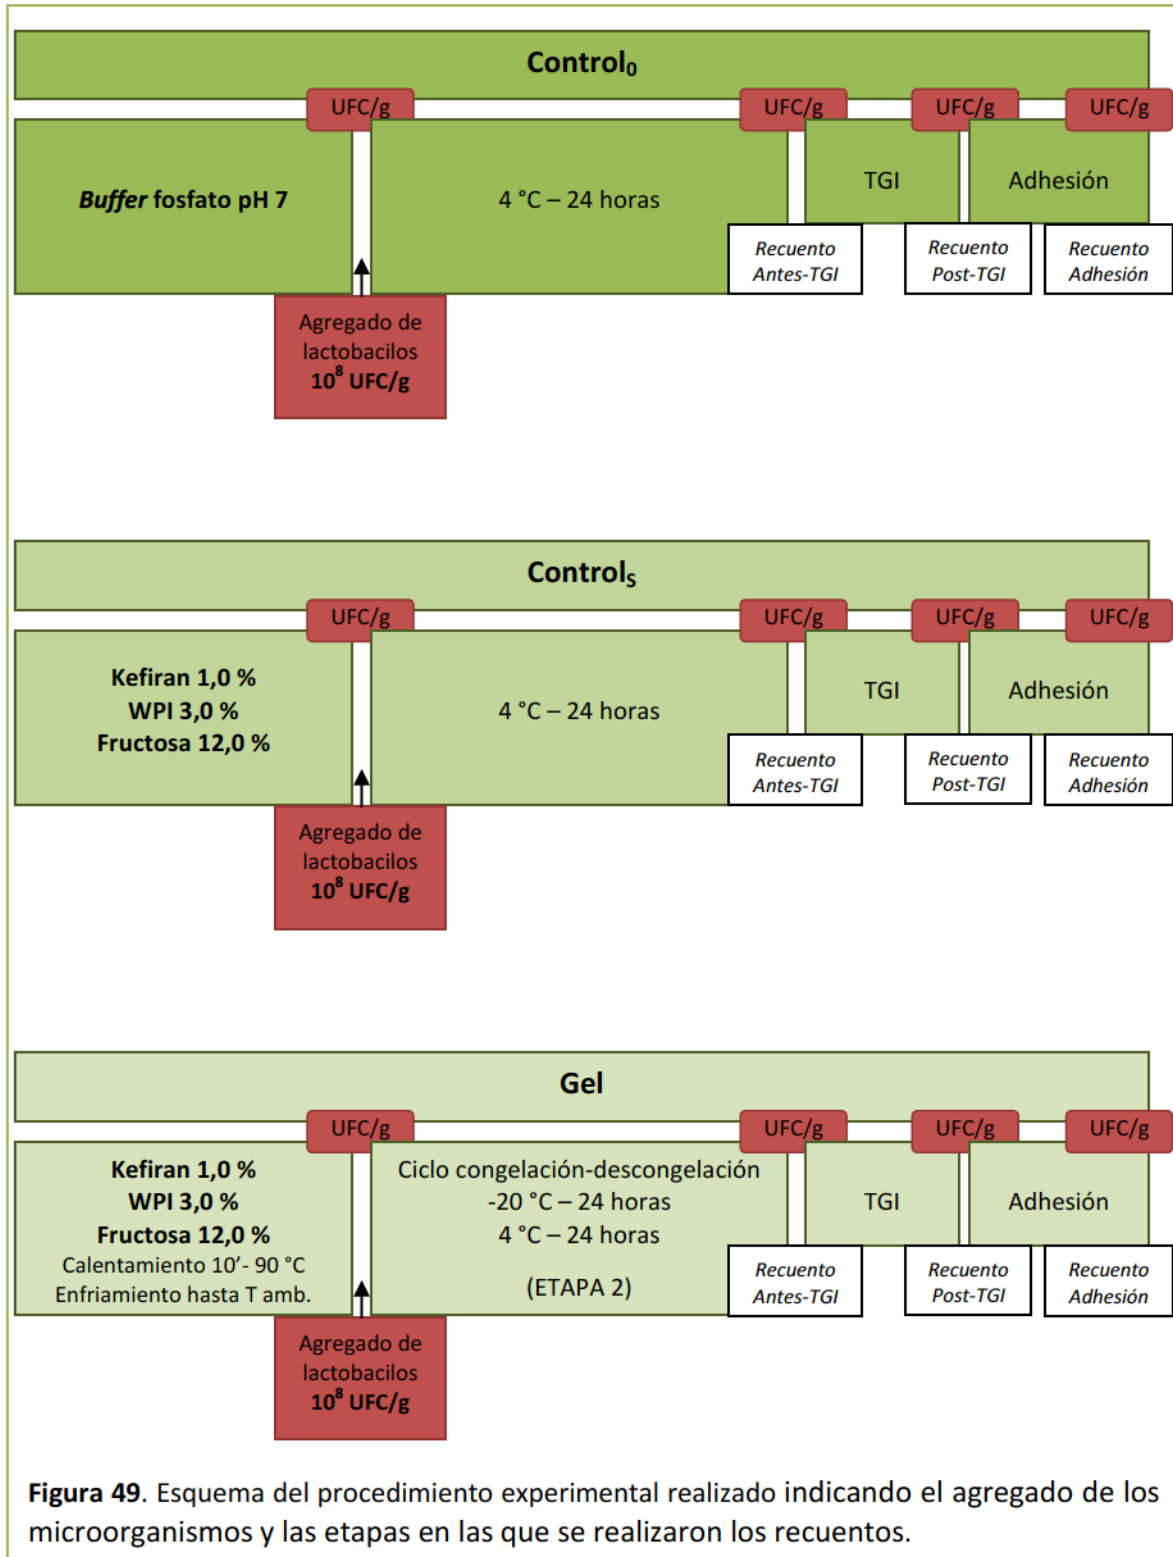 Control₀
UFC/g
UFC/g
UFC/g
UFC/g
Buffer fosfato pH 7
4 °C – 24 horas
TGI
Adhesión
Recuento
Antes-TGI
Recuento
Post-TGI
Recuento
Adhesión
Agregado de
lactobacilos
10⁸ UFC/g
Controlₛ
UFC/g
UFC/g
UFC/g
UFC/g
Kefiran 1,0 %
WPI 3,0 %
Fructosa 12,0 %
4 °C – 24 horas
TGI
Adhesión
Recuento
Antes-TGI
Recuento
Post-TGI
Recuento
Adhesión
Agregado de
lactobacilos
10⁸ UFC/g
Gel
UFC/g
UFC/g
UFC/g
UFC/g
Kefiran 1,0 %
WPI 3,0 %
Fructosa 12,0 %
Calentamiento 10’- 90 °C
Enfriamiento hasta T amb.
Ciclo congelación-descongelación
-20 °C – 24 horas
4 °C – 24 horas
(ETAPA 2)
TGI
Adhesión
Recuento
Antes-TGI
Recuento
Post-TGI
Recuento
Adhesión
Agregado de
lactobacilos
10⁸ UFC/g
Figura 49. Esquema del procedimiento experimental realizado indicando el agregado de los
microorganismos y las etapas en las que se realizaron los recuentos.